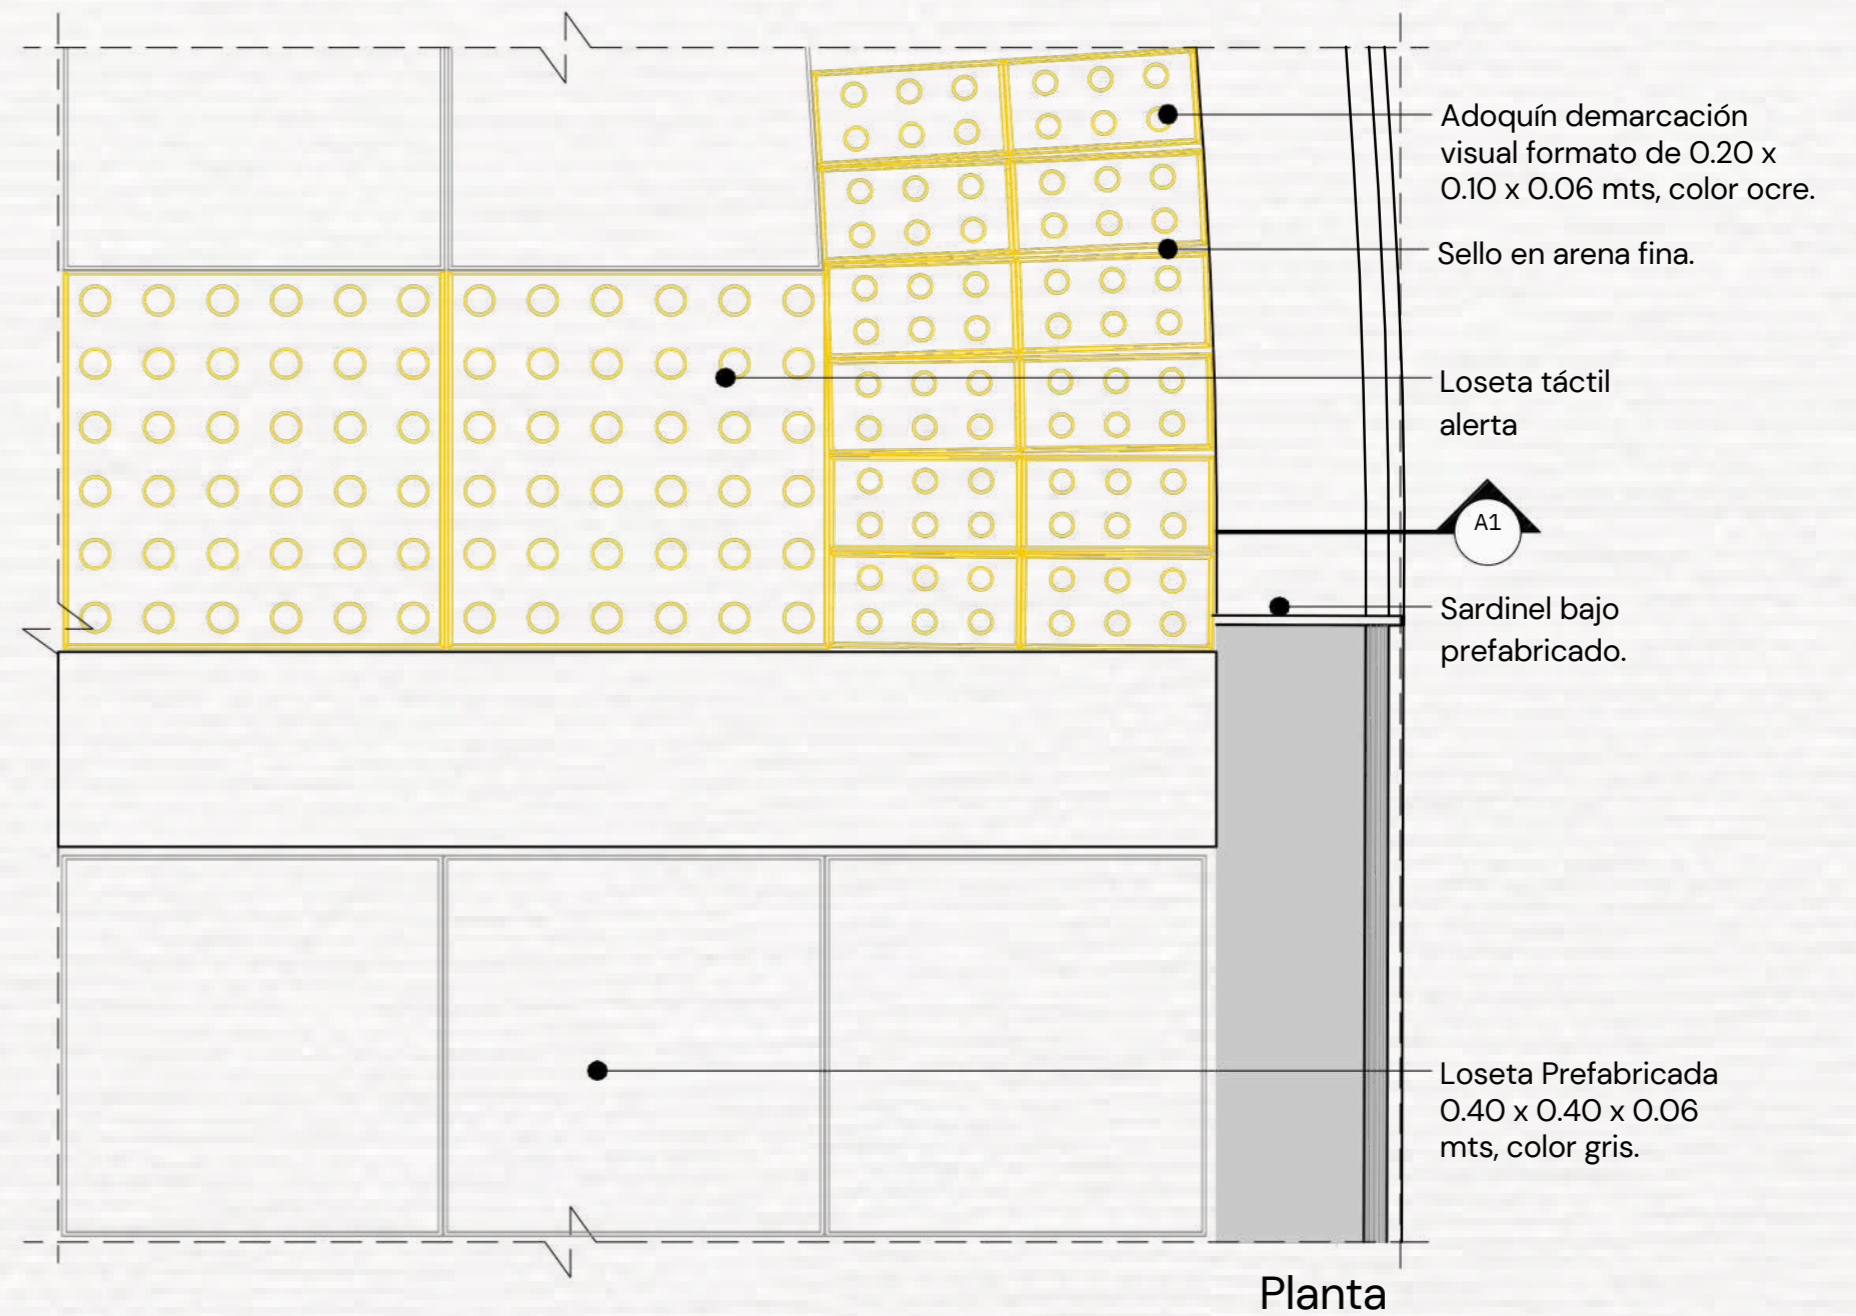 Adoquín demarcación
visual formato de 0.20 x
0.10 x 0.06 mts, color ocre.
Sello en arena fina.
Loseta táctil
alerta
A1
Sardinel bajo
prefabricado.
Loseta Prefabricada
0.40 x 0.40 x 0.06
mts, color gris.
Planta